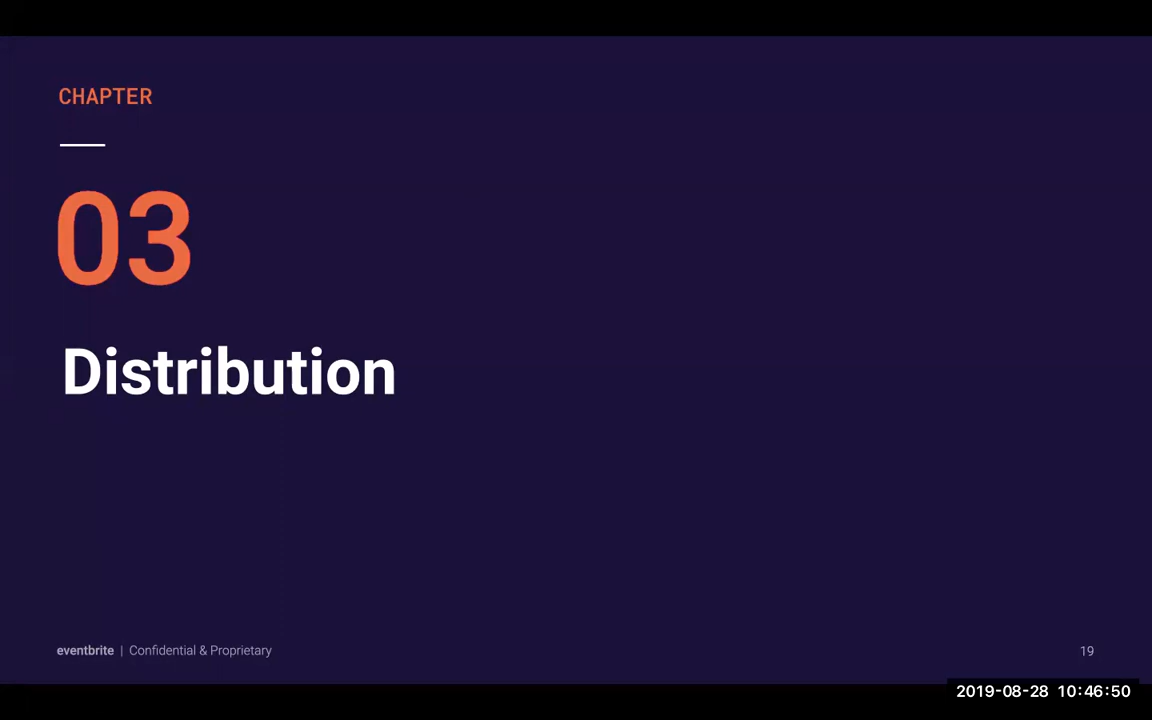 CHAPTER
03
Distribution
eventbrite | Confidential & Proprietary
19
2019-08-28 10:46:50